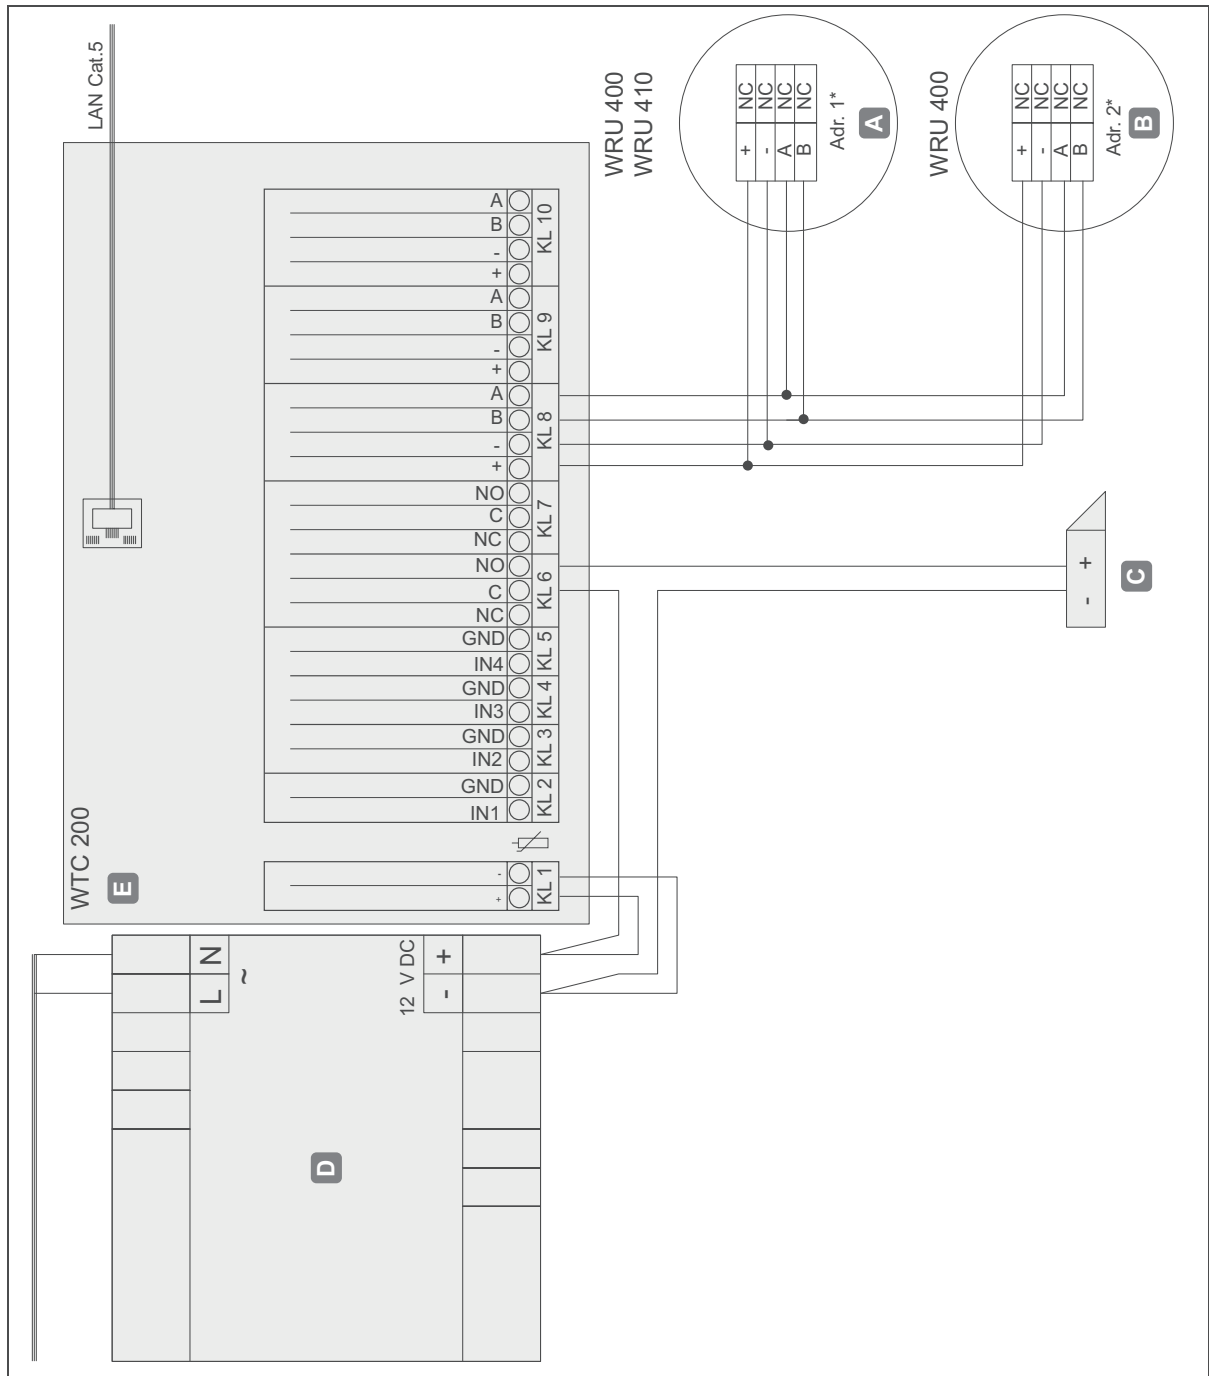 LAN Cat.5
WTC 200
E
A
B
-
+
KL 10
A
B
-
+
KL 9
A
B
-
+
KL 8
NO
C
NC
KL 7
NO
C
NC
KL 6
GND
IN4
KL 5
GND
IN3
KL 4
GND
IN2
KL 3
GND
IN1
KL 2
-
+
KL 1
WRU 400
WRU 410
+ NC
- NC
A NC
B NC
Adr. 1*
A
WRU 400
+ NC
- NC
A NC
B NC
Adr. 2*
B
+
-
C
N
L
~
12 V DC
+
-
D